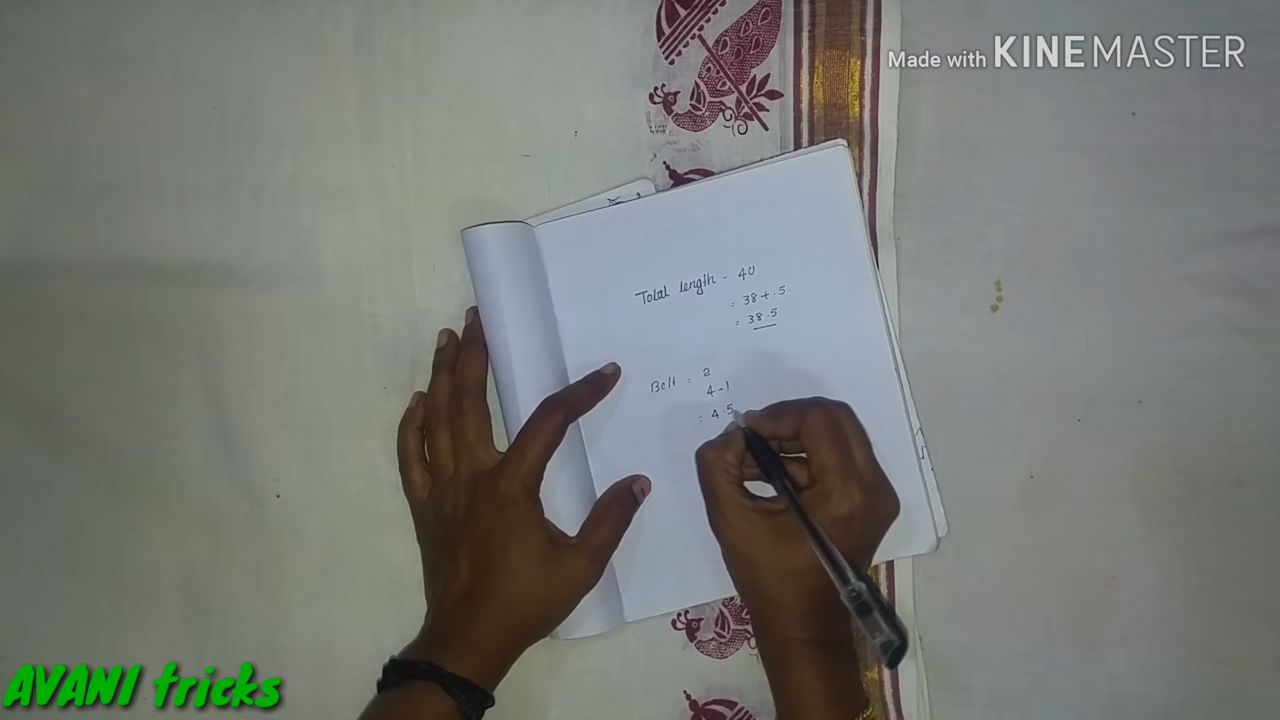 Made with KINEMASTER
Total length - 40
= 38 + .5
= 38.5
Belt = 2
4-1
= 4.5
AVANI tricks